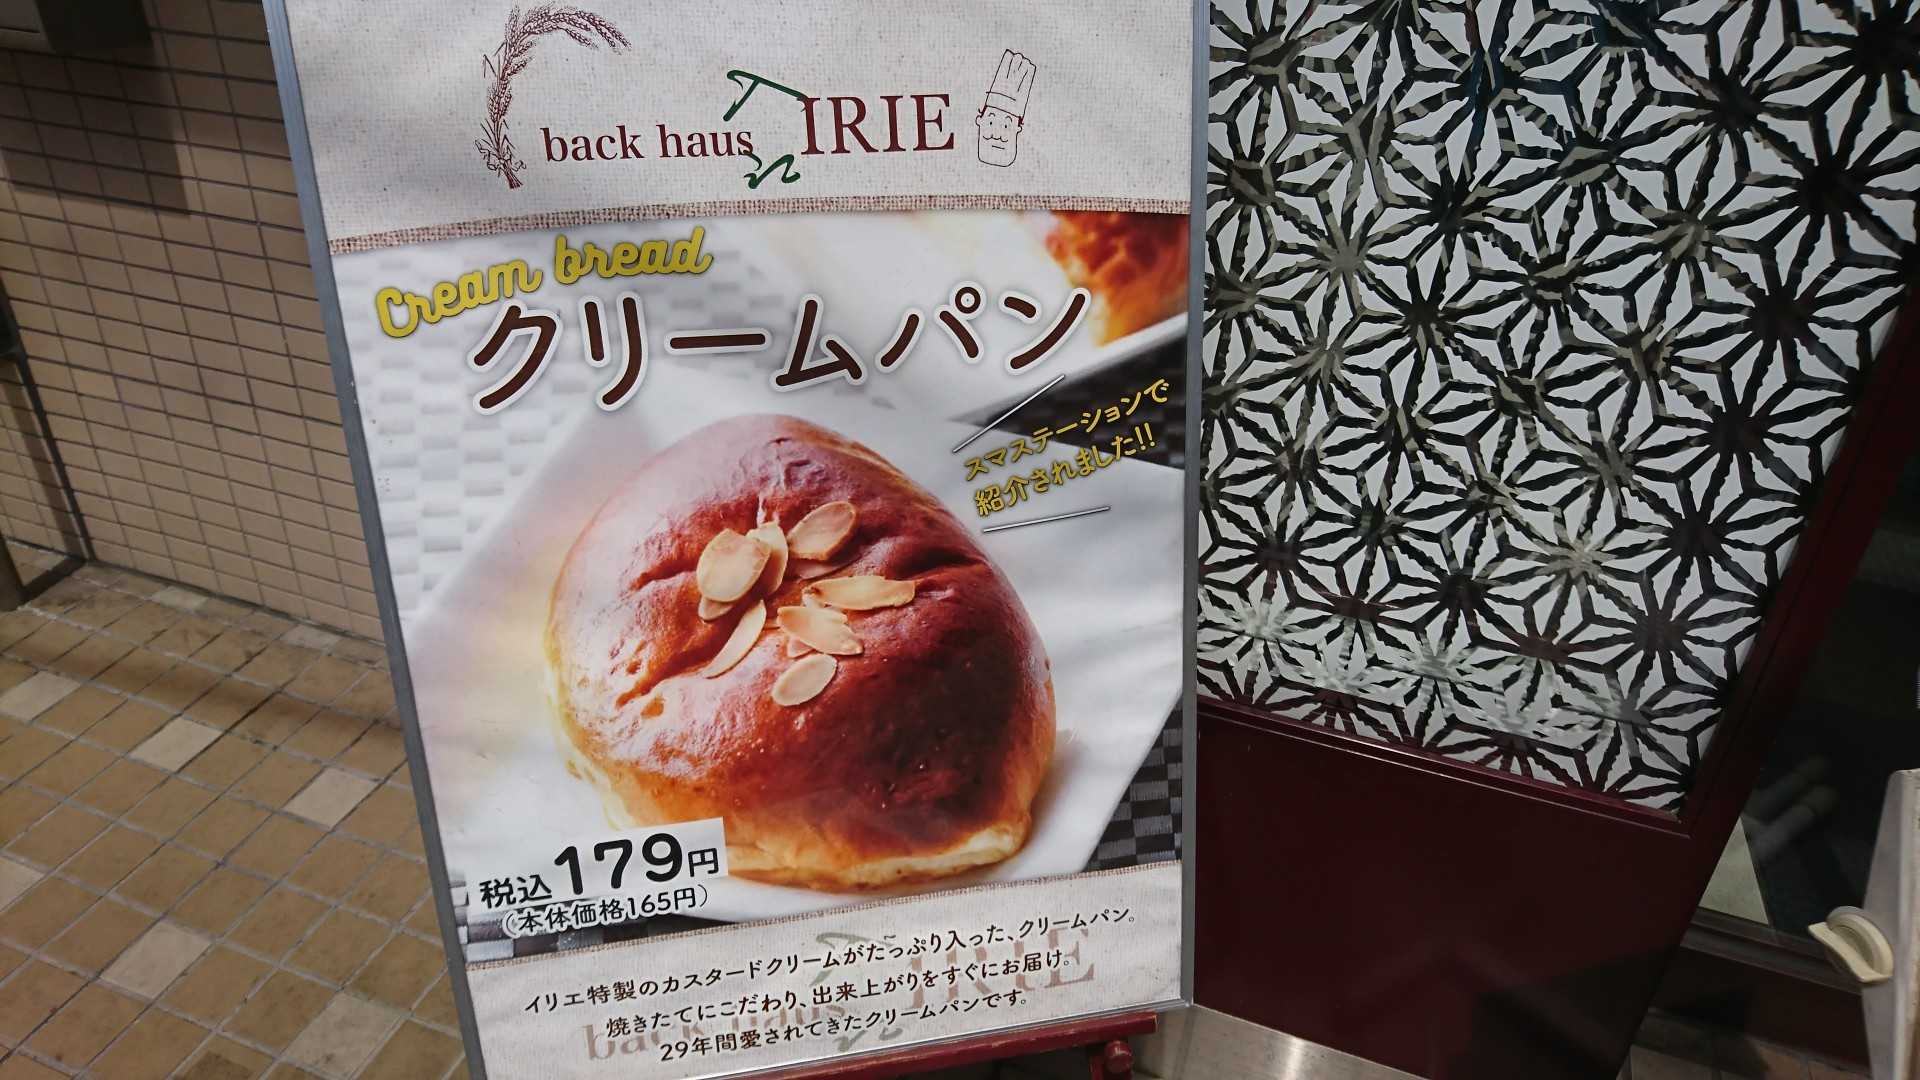 back haus IRIE
Cream bread
クリームパン
スマステーションで
紹介されました!!
税込179円
(本体価格165円)
イリエ特製のカスタードクリームがたっぷり入った、クリームパン。
焼きたてにこだわり、出来上がりをすぐにお届け。
29年間愛されてきたクリームパンです。
back haus IRIE